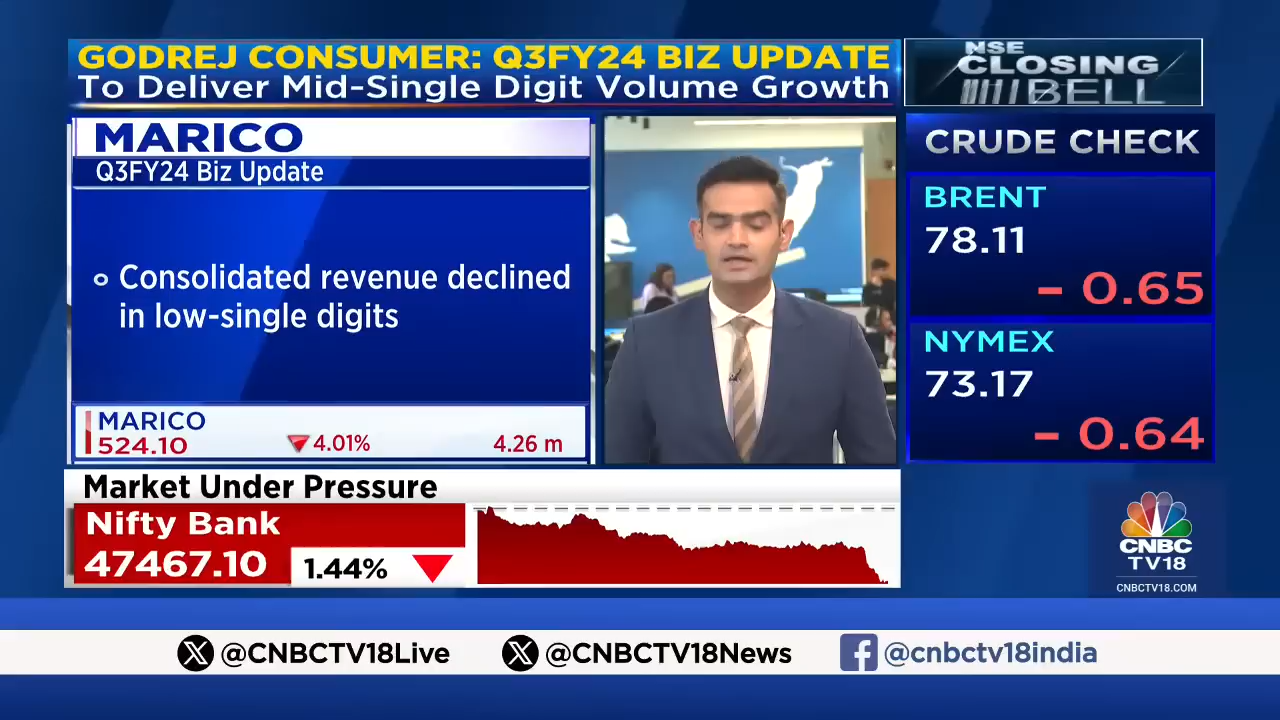 GODREJ CONSUMER: Q3FY24 BIZ UPDATE
To Deliver Mid-Single Digit Volume Growth
NSE
CLOSING
BELL
MARICO
Q3FY24 Biz Update
Consolidated revenue declined
in low-single digits
MARICO
524.10 4.01% 4.26 m
CRUDE CHECK
BRENT
78.11
- 0.65
NYMEX
73.17
- 0.64
Market Under Pressure
Nifty Bank
47467.10 1.44%
CNBC
TV18
CNBCTV18.COM
@CNBCTV18Live @CNBCTV18News @cnbctv18india